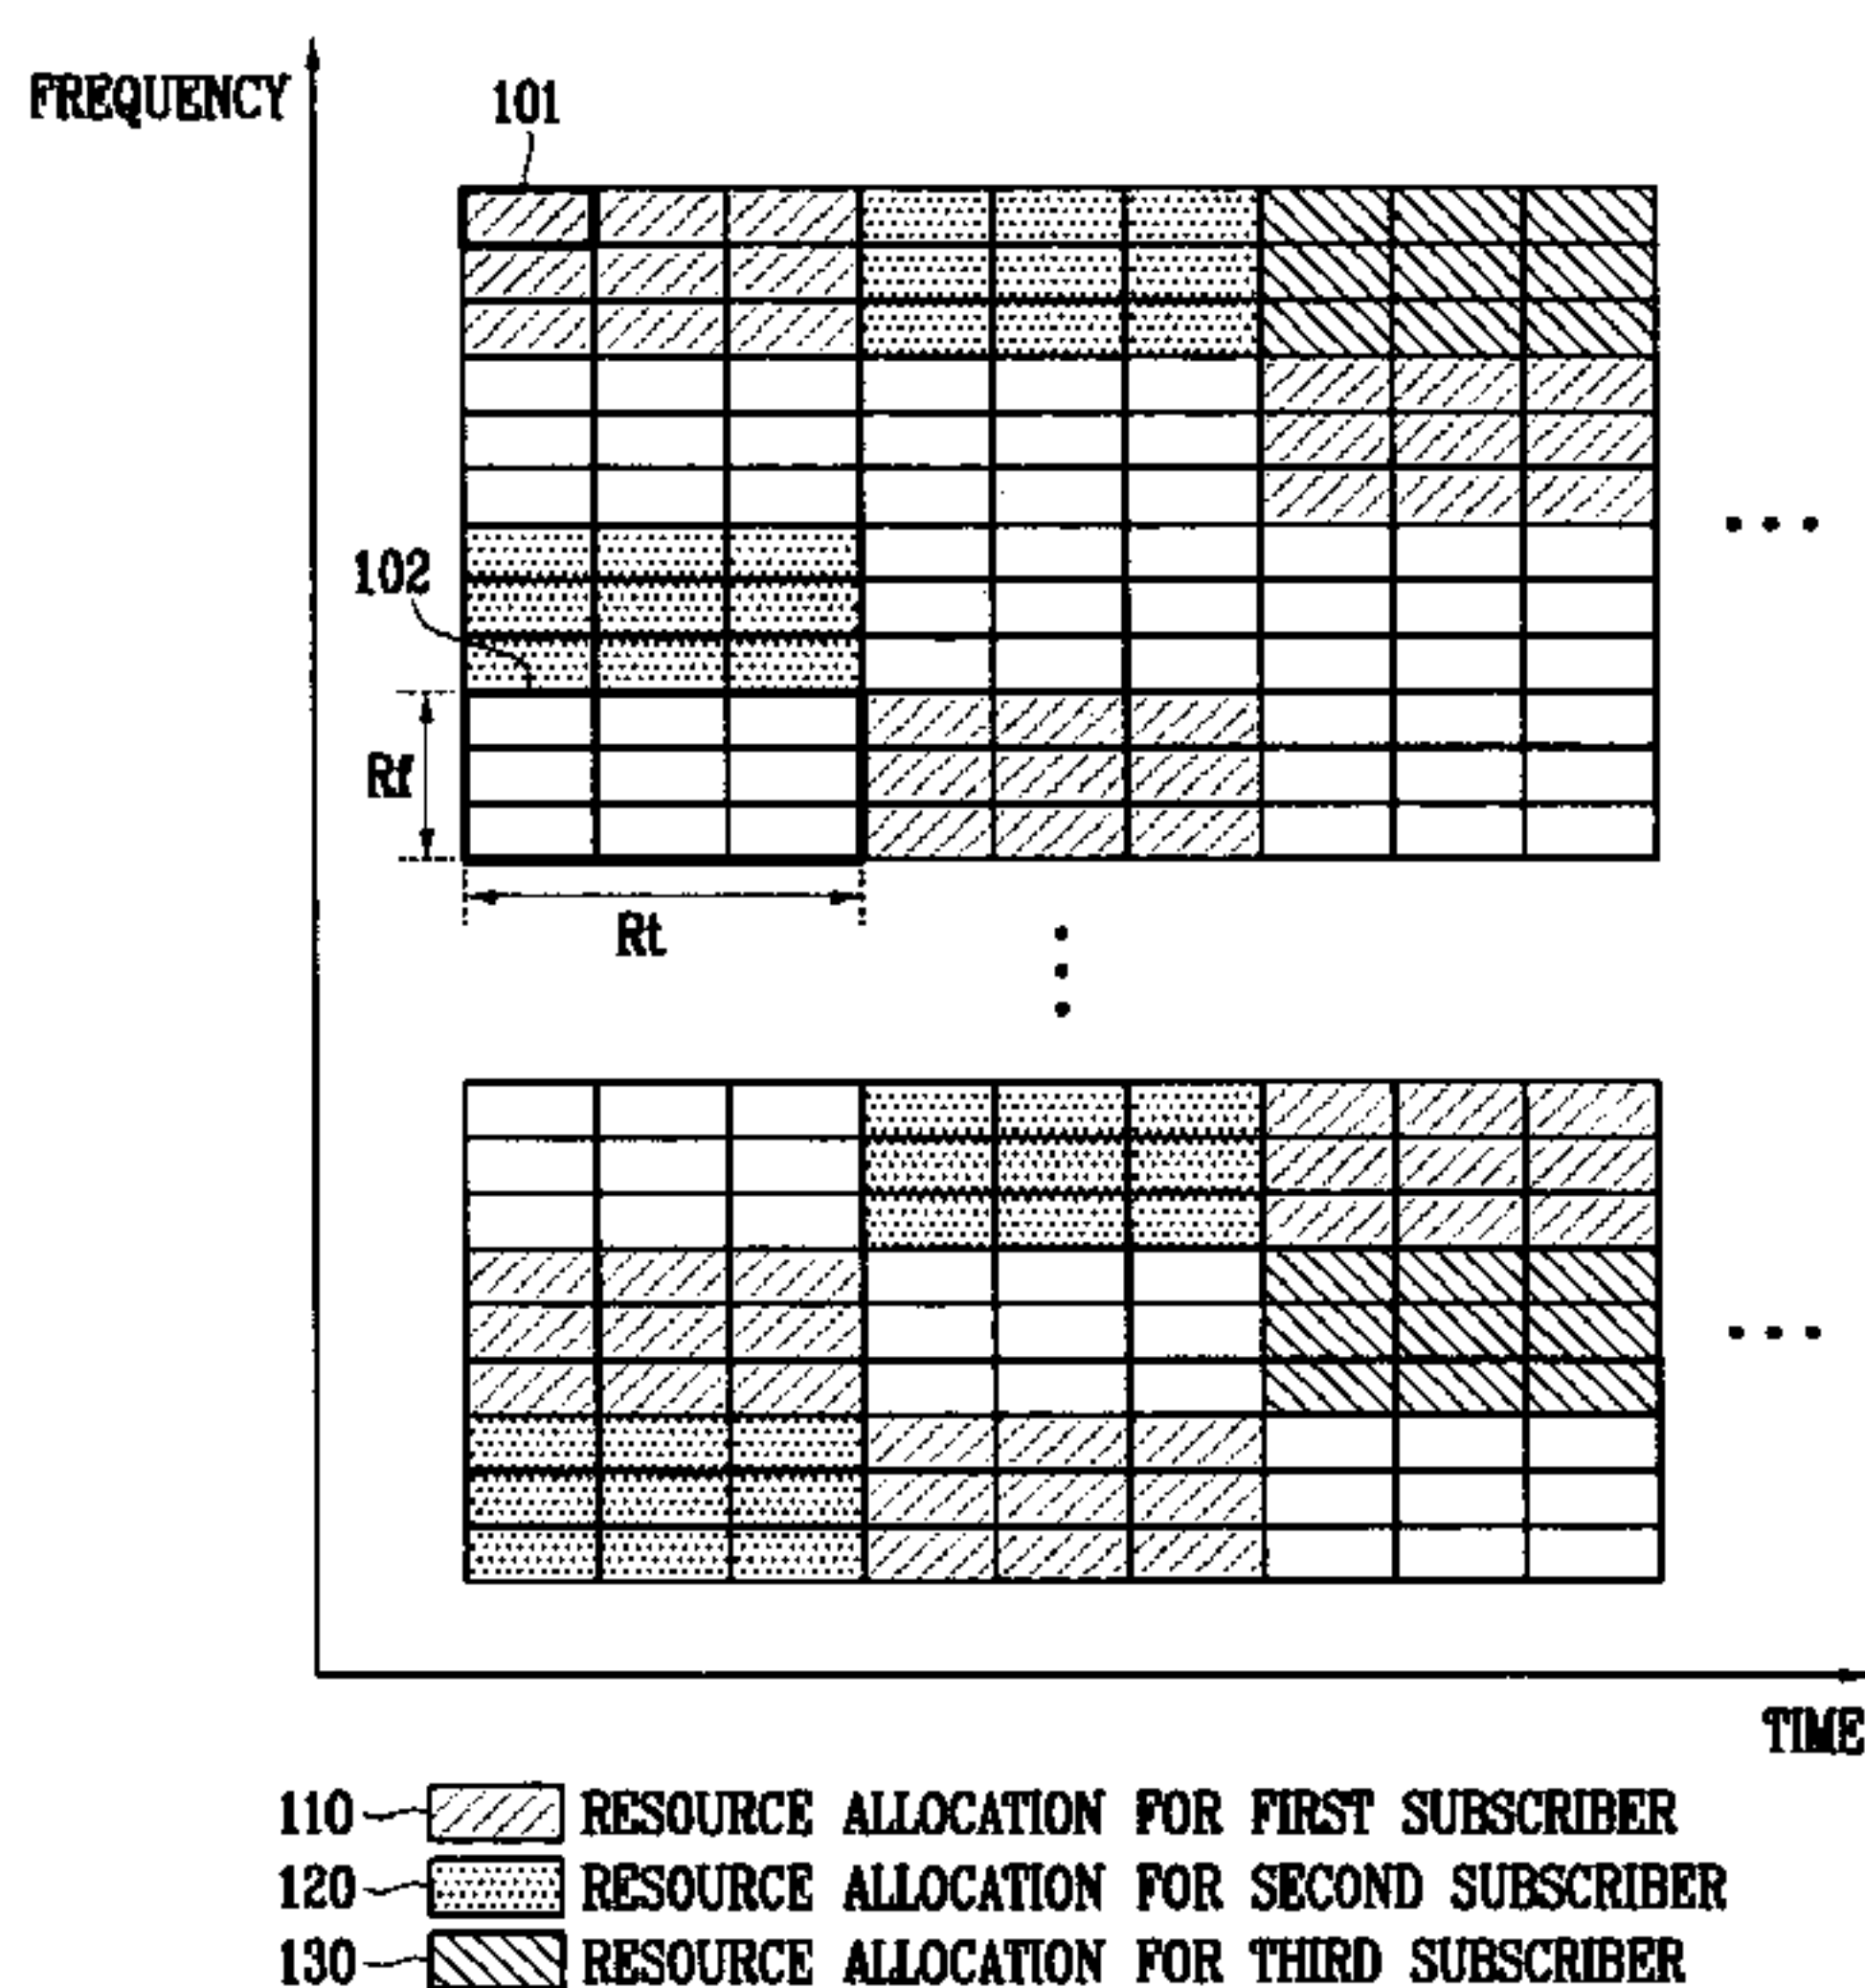 FREQUENCY
101
102
Rf
Rt
TIME
110 RESOURCE ALLOCATION FOR FIRST SUBSCRIBER
120 RESOURCE ALLOCATION FOR SECOND SUBSCRIBER
130 RESOURCE ALLOCATION FOR THIRD SUBSCRIBER